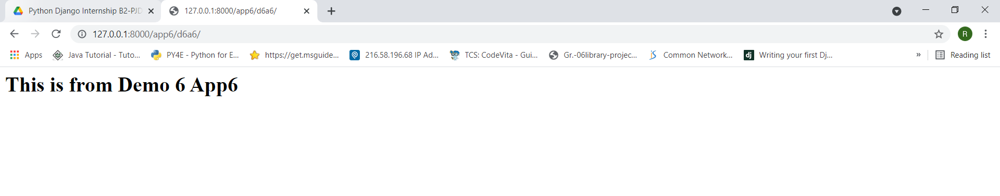 Python Django Internship B2-PJD
127.0.0.1:8000/app6/d6a6/
127.0.0.1:8000/app6/d6a6/
R
Apps
Java Tutorial - Tuto...
PY4E - Python for E...
https://get.msguide...
216.58.196.68 IP Ad...
TCS: CodeVita - Gui...
Gr.-06library-projec...
JS Common Network...
dj Writing your first Dj...
»
Reading list
This is from Demo 6 App6